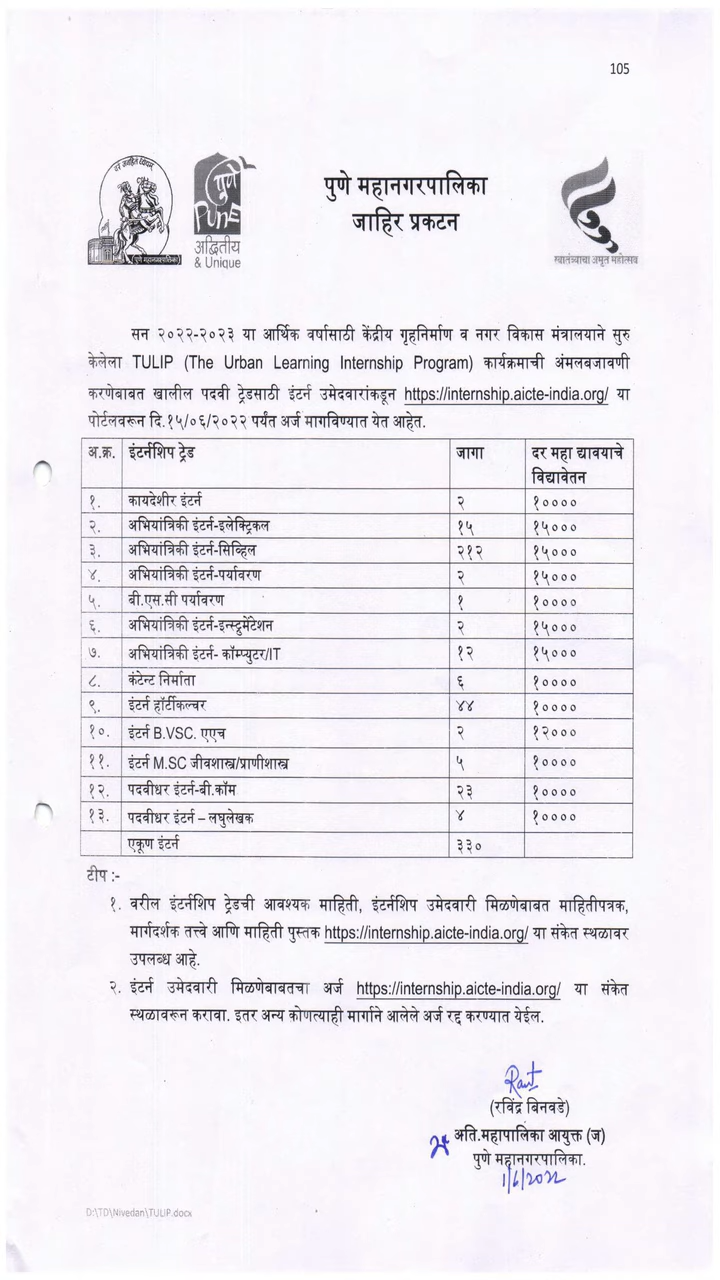 105
पुणे महानगरपालिका
जाहिर प्रकटन
वरं जनहितं ध्येयम्
पुणे महानगरपालिका
पुणे
PUNE
अद्वितीय
& Unique
स्वातंत्र्याचा अमृत महोत्सव
सन २०२२-२०२३ या आर्थिक वर्षासाठी केंद्रीय गृहनिर्माण व नगर विकास मंत्रालयाने सुरु
केलेला TULIP (The Urban Learning Internship Program) कार्यक्रमाची अंमलबजावणी
करणेबाबत खालील पदवी ट्रेडसाठी इंटर्न उमेदवारांकडून https://internship.aicte-india.org/ या
पोर्टलवरून दि.१५/०६/२०२२ पर्यंत अर्ज मागविण्यात येत आहेत.
अ.क्र. इंटर्नशिप ट्रेड जागा दर महा द्यावयाचे
विद्यावेतन
१. कायदेशीर इंटर्न २ १००००
२. अभियांत्रिकी इंटर्न-इलेक्ट्रिकल १५ १५०००
३. अभियांत्रिकी इंटर्न-सिव्हिल २१२ १५०००
४. अभियांत्रिकी इंटर्न-पर्यावरण २ १५०००
५. बी.एस.सी पर्यावरण १ १००००
६. अभियांत्रिकी इंटर्न-इन्स्ट्रुमेंटेशन २ १५०००
७. अभियांत्रिकी इंटर्न- कॉम्प्युटर/IT १२ १५०००
८. कंटेन्ट निर्माता ६ १००००
९. इंटर्न हॉर्टीकल्चर ४४ १००००
१०. इंटर्न B.VSC. एएच २ १२०००
११. इंटर्न M.SC जीवशास्त्र/प्राणीशास्त्र ५ १००००
१२. पदवीधर इंटर्न-बी.कॉम २३ १००००
१३. पदवीधर इंटर्न – लघुलेखक ४ १००००
एकूण इंटर्न ३३०
टीप :-
१. वरील इंटर्नशिप ट्रेडची आवश्यक माहिती, इंटर्नशिप उमेदवारी मिळणेबाबत माहितीपत्रक,
मार्गदर्शक तत्त्वे आणि माहिती पुस्तक https://internship.aicte-india.org/ या संकेत स्थळावर
उपलब्ध आहे.
२. इंटर्न उमेदवारी मिळणेबाबतचा अर्ज https://internship.aicte-india.org/ या संकेत
स्थळावरून करावा. इतर अन्य कोणत्याही मार्गाने आलेले अर्ज रद्द करण्यात येईल.
(रविंद्र बिनवडे)
अति.महापालिका आयुक्त (ज)
पुणे महानगरपालिका.
1/6/2022
D:\TD\Nivedan\TULIP.docx